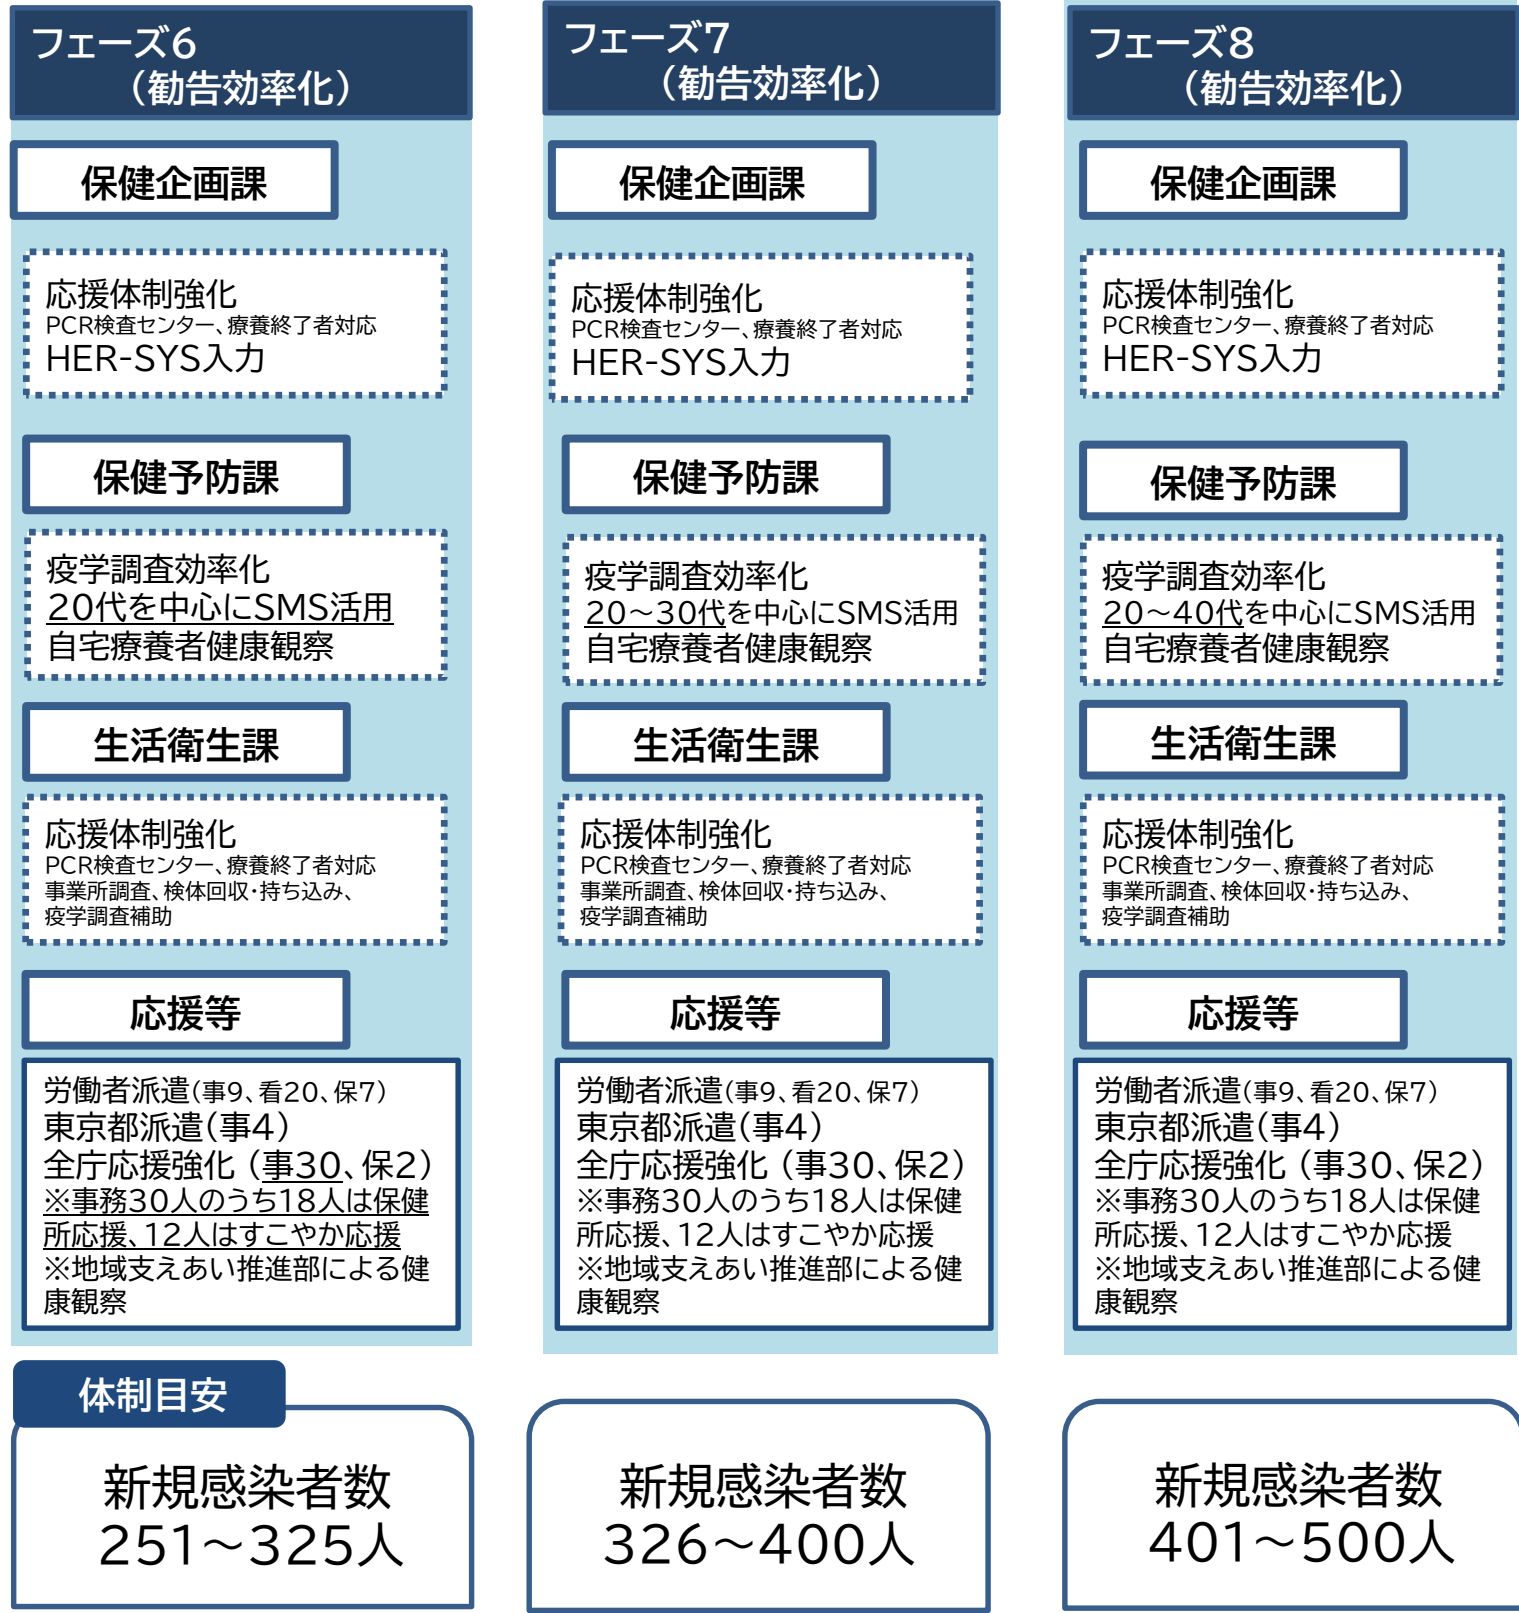 フェーズ6
（勧告効率化）
保健企画課
応援体制強化
PCR検査センター、療養終了者対応
HER-SYS入力
保健予防課
疫学調査効率化
20代を中心にSMS活用
自宅療養者健康観察
生活衛生課
応援体制強化
PCR検査センター、療養終了者対応
事業所調査、検体回収・持ち込み、
疫学調査補助
応援等
労働者派遣（事9、看20、保7）
東京都派遣（事4）
全庁応援強化（事30、保2）
※事務30人のうち18人は保健
所応援、12人はすこやか応援
※地域支えあい推進部による健
康観察
体制目安
新規感染者数
251～325人
フェーズ7
（勧告効率化）
保健企画課
応援体制強化
PCR検査センター、療養終了者対応
HER-SYS入力
保健予防課
疫学調査効率化
20～30代を中心にSMS活用
自宅療養者健康観察
生活衛生課
応援体制強化
PCR検査センター、療養終了者対応
事業所調査、検体回収・持ち込み、
疫学調査補助
応援等
労働者派遣（事9、看20、保7）
東京都派遣（事4）
全庁応援強化（事30、保2）
※事務30人のうち18人は保健
所応援、12人はすこやか応援
※地域支えあい推進部による健
康観察
新規感染者数
326～400人
フェーズ8
（勧告効率化）
保健企画課
応援体制強化
PCR検査センター、療養終了者対応
HER-SYS入力
保健予防課
疫学調査効率化
20～40代を中心にSMS活用
自宅療養者健康観察
生活衛生課
応援体制強化
PCR検査センター、療養終了者対応
事業所調査、検体回収・持ち込み、
疫学調査補助
応援等
労働者派遣（事9、看20、保7）
東京都派遣（事4）
全庁応援強化（事30、保2）
※事務30人のうち18人は保健
所応援、12人はすこやか応援
※地域支えあい推進部による健
康観察
新規感染者数
401～500人